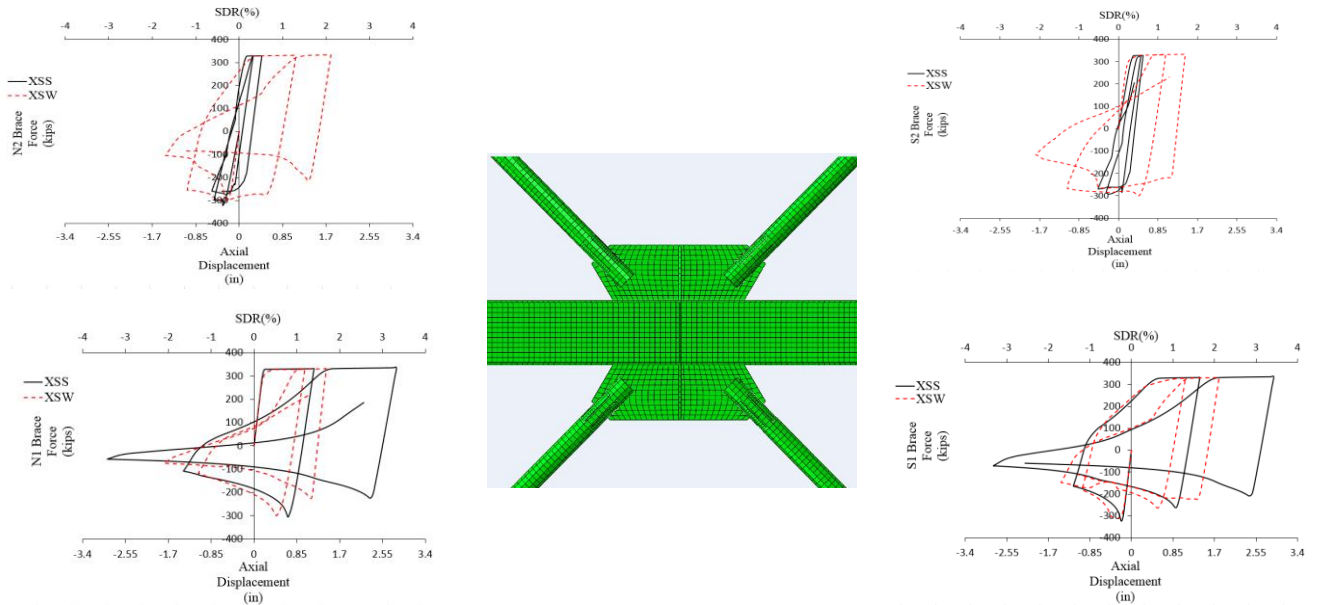 SDR(%)
-4 -3 -2 -1 0 1 2 3 4
400
300
200
100
0
-100
-200
-300
-400
XSS
XSW
N2 Brace
Force
(kips)
-3.4 -2.55 -1.7 -0.85 0 0.85 1.7 2.55 3.4
Axial
Displacement
(in)
SDR(%)
-4 -3 -2 -1 0 1 2 3 4
400
300
200
100
0
-100
-200
-300
-400
XSS
XSW
S2 Brace
Force
(kips)
-3.4 -2.55 -1.7 -0.85 0 0.85 1.7 2.55 3.4
Axial
Displacement
(in)
SDR(%)
-4 -3 -2 -1 0 1 2 3 4
400
300
200
100
0
-100
-200
-300
-400
XSS
XSW
N1 Brace
Force
(kips)
-3.4 -2.55 -1.7 -0.85 0 0.85 1.7 2.55 3.4
Axial
Displacement
(in)
SDR(%)
-4 -3 -2 -1 0 1 2 3 4
400
300
200
100
0
-100
-200
-300
-400
XSS
XSW
S1 Brace
Force
(kips)
-3.4 -2.55 -1.7 -0.85 0 0.85 1.7 2.55 3.4
Axial
Displacement
(in)